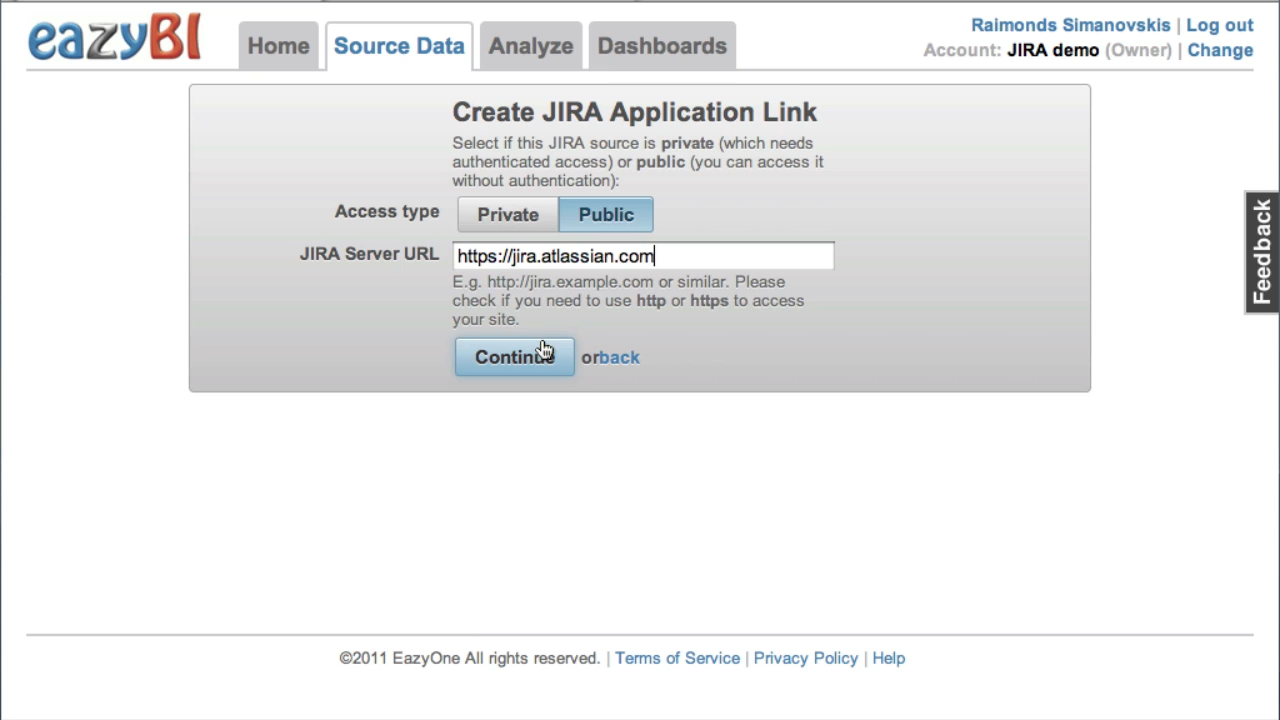 eazyBI
Home
Source Data
Analyze
Dashboards
Raimonds Simanovskis | Log out
Account: JIRA demo (Owner) | Change
Create JIRA Application Link
Select if this JIRA source is private (which needs
authenticated access) or public (you can access it
without authentication):
Access type
Private
Public
JIRA Server URL
https://jira.atlassian.com
E.g. http://jira.example.com or similar. Please
check if you need to use http or https to access
your site.
Continue
orback
Feedback
©2011 EazyOne All rights reserved. | Terms of Service | Privacy Policy | Help